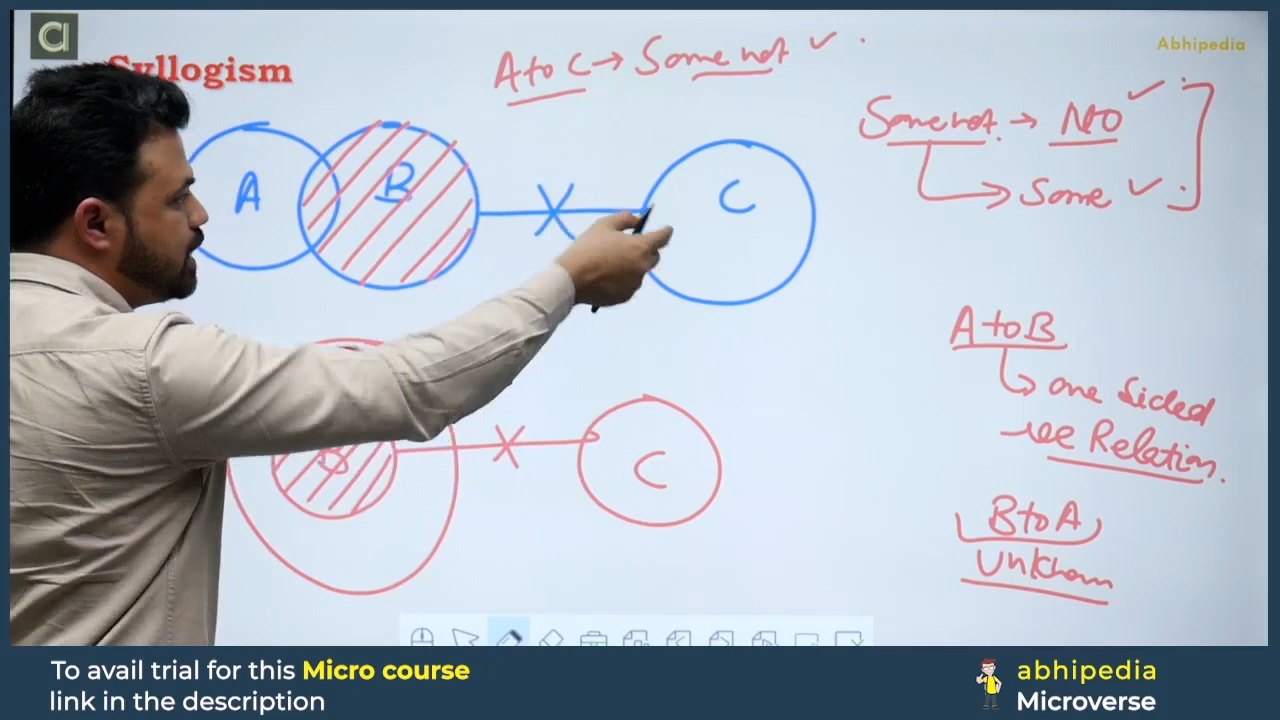 Abhipedia
Syllogism
A to C → Some not ✓
Some not → NO ✓
→ Some ✓
A
B
C
A to B
→ one sided
-ve Relation
B to A
Unknown
C
To avail trial for this Micro course
link in the description
abhipedia
Microverse